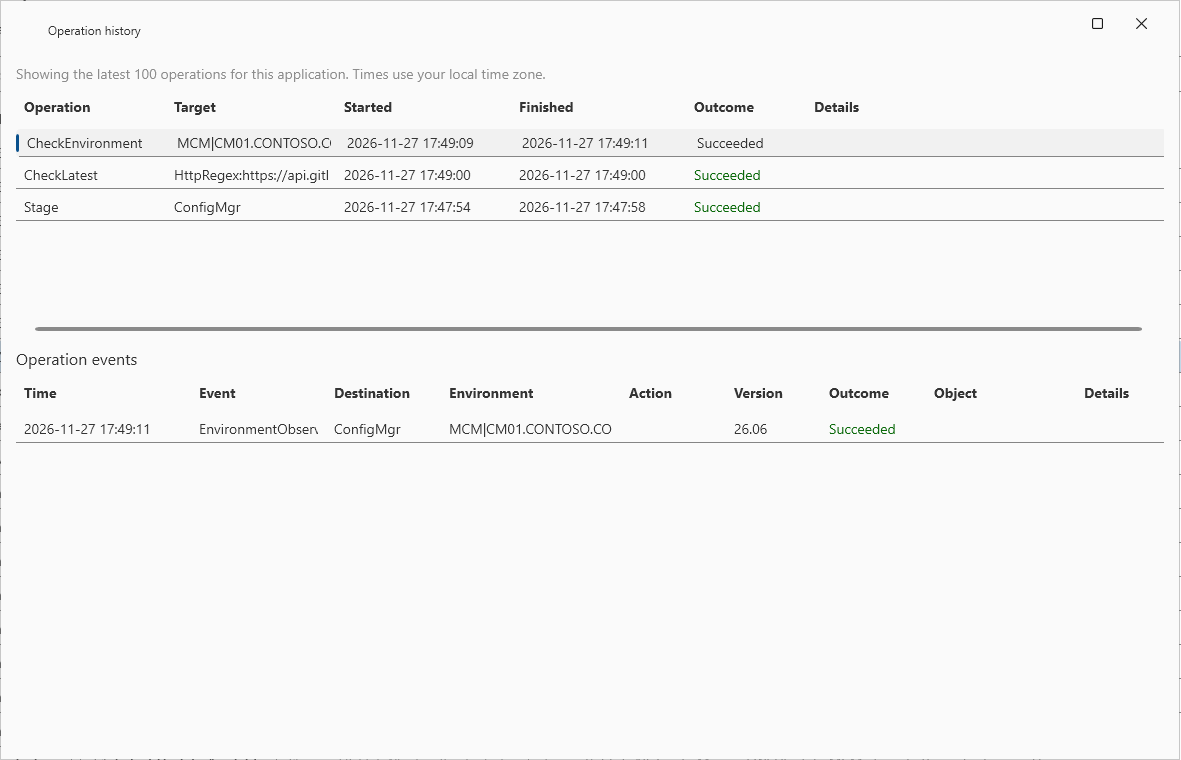 Operation history
Showing the latest 100 operations for this application. Times use your local time zone.
Operation Target Started Finished Outcome Details
CheckEnvironment MCM|CM01.CONTOSO.C 2026-11-27 17:49:09 2026-11-27 17:49:11 Succeeded
CheckLatest HttpRegex:https://api.git 2026-11-27 17:49:00 2026-11-27 17:49:00 Succeeded
Stage ConfigMgr 2026-11-27 17:47:54 2026-11-27 17:47:58 Succeeded
Operation events
Time Event Destination Environment Action Version Outcome Object Details
2026-11-27 17:49:11 EnvironmentObser ConfigMgr MCM|CM01.CONTOSO.CO 26.06 Succeeded